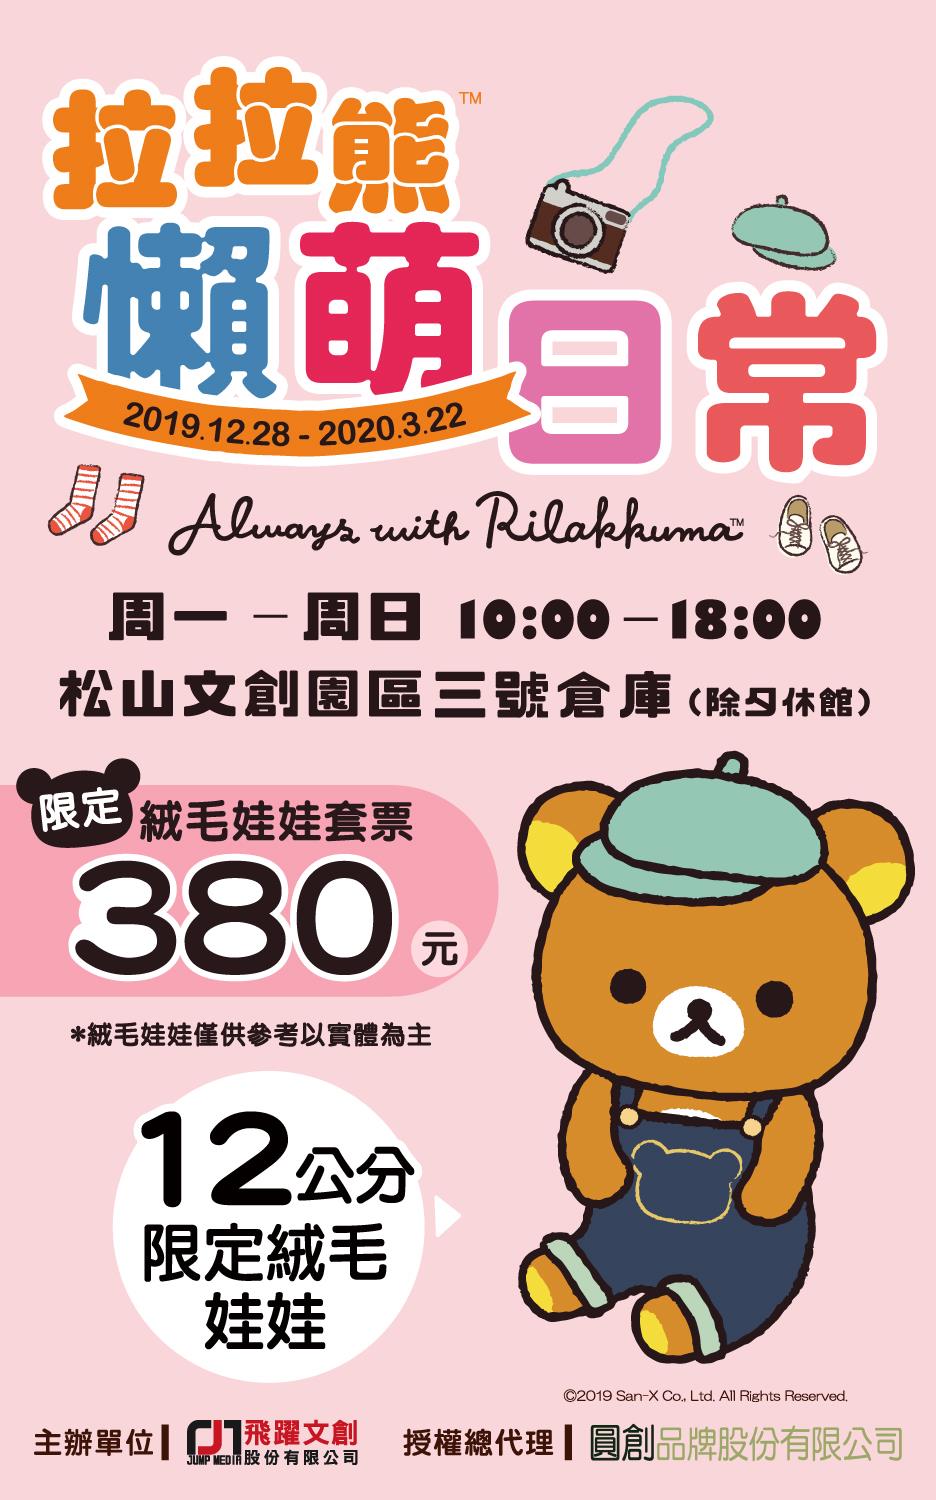 拉拉熊™
懶萌日常
2019.12.28 - 2020.3.22
Always with Rilakkuma™
周一 — 周日 10:00 — 18:00
松山文創園區三號倉庫(除夕休館)
限定 絨毛娃娃套票
380元
*絨毛娃娃僅供參考以實體為主
12公分
限定絨毛
娃娃
©2019 San-X Co., Ltd. All Rights Reserved.
主辦單位 JUMP MEDIA 飛躍文創
股份有限公司
授權總代理 圓創品牌股份有限公司